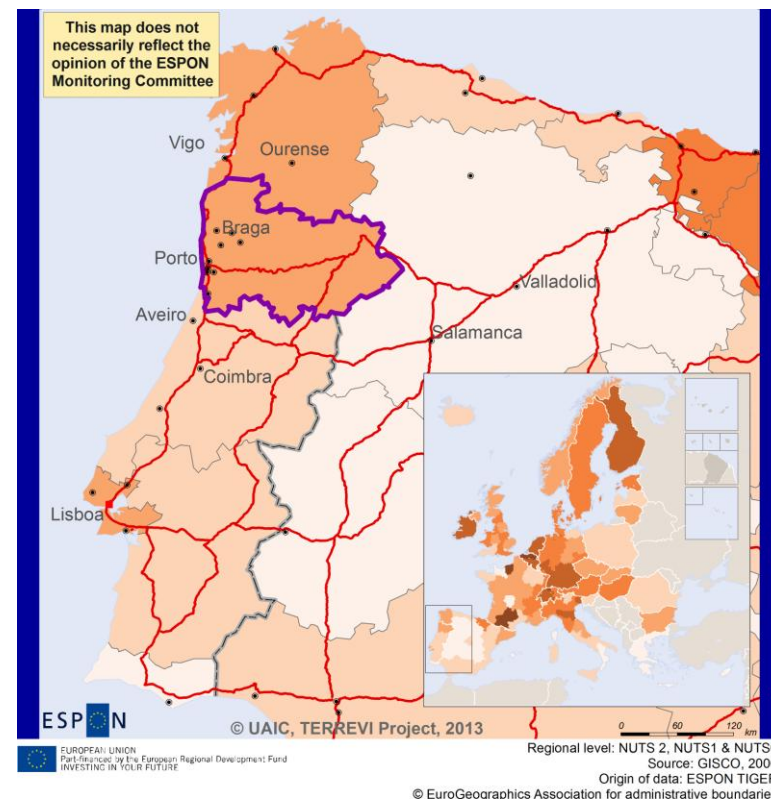 This map does not
necessarily reflect the
opinion of the ESPON
Monitoring Committee
Vigo
Ourense
Braga
Porto
Valladolid
Aveiro
Salamanca
Coimbra
Lisboa
ESPON
© UAIC, TERREVI Project, 2013
0 60 120
km
EUROPEAN UNION
Part-financed by the European Regional Development Fund
INVESTING IN YOUR FUTURE
Regional level: NUTS 2, NUTS1 & NUTS
Source: GISCO, 200
Origin of data: ESPON TIGE
© EuroGeographics Association for administrative boundarie